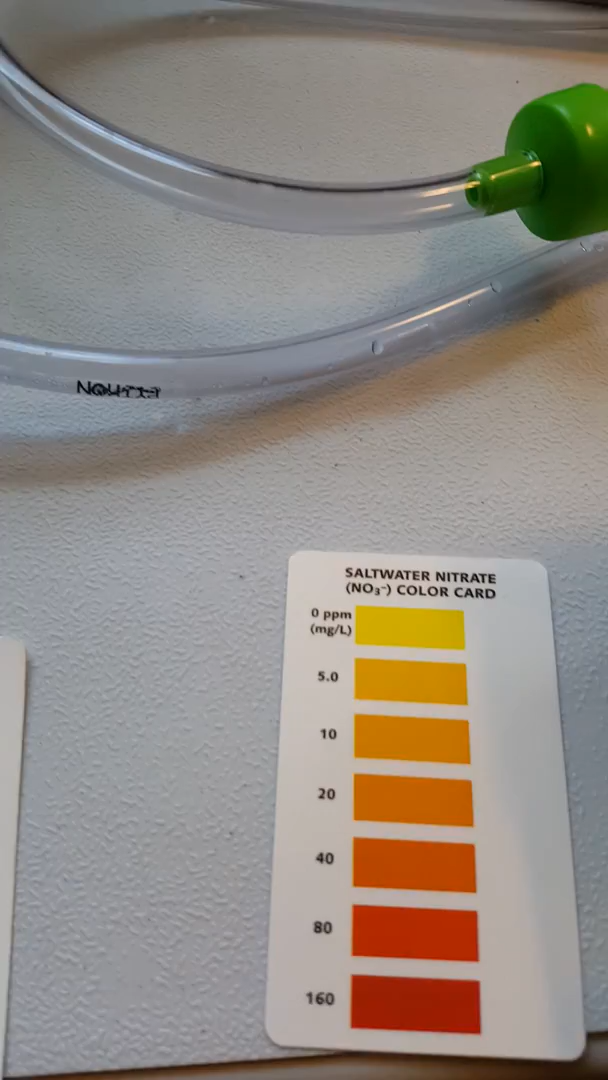 SALTWATER NITRATE
(NO₃⁻) COLOR CARD
0 ppm
(mg/L)
5.0
10
20
40
80
160